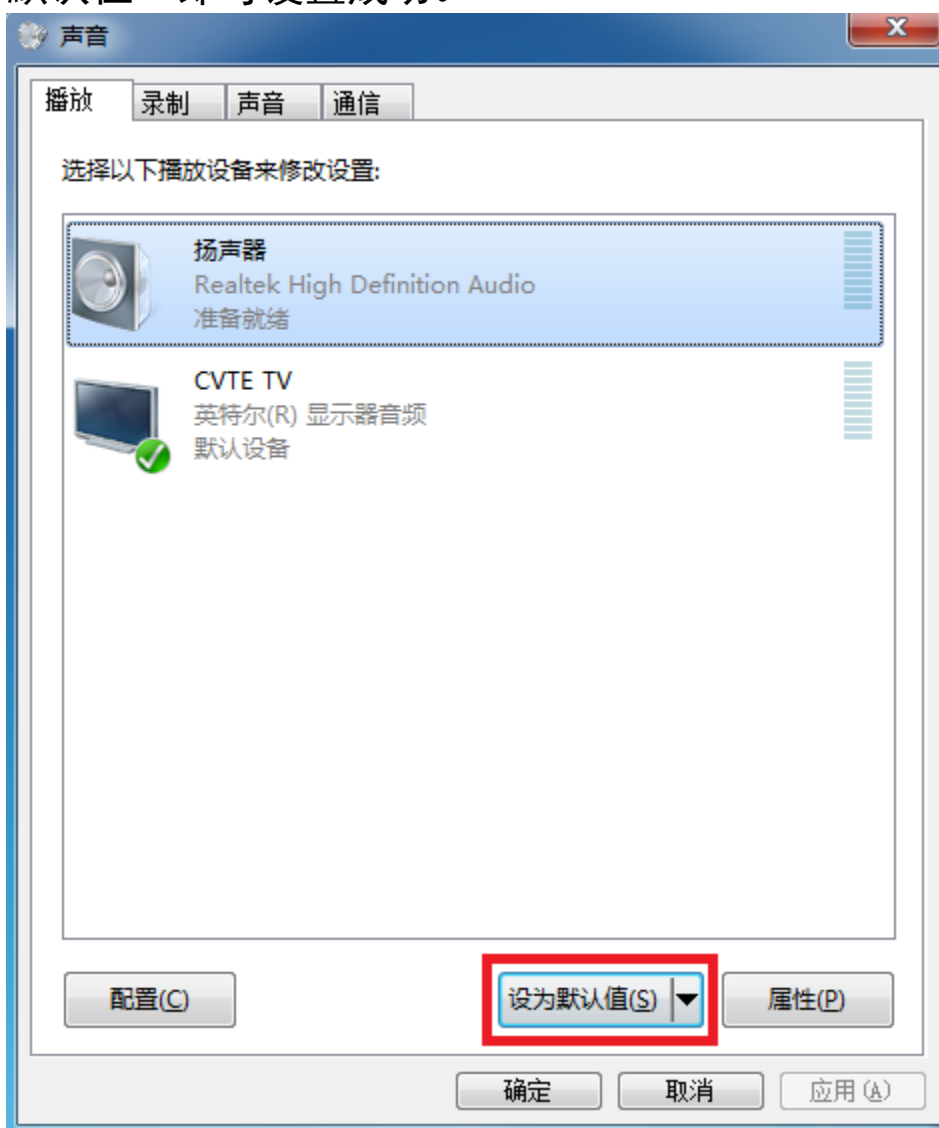 声音
播放 录制 声音 通信
选择以下播放设备来修改设置:
扬声器
Realtek High Definition Audio
准备就绪
CVTE TV
英特尔(R) 显示器音频
默认设备
配置(C) 设为默认值(S) 属性(P)
确定 取消 应用(A)